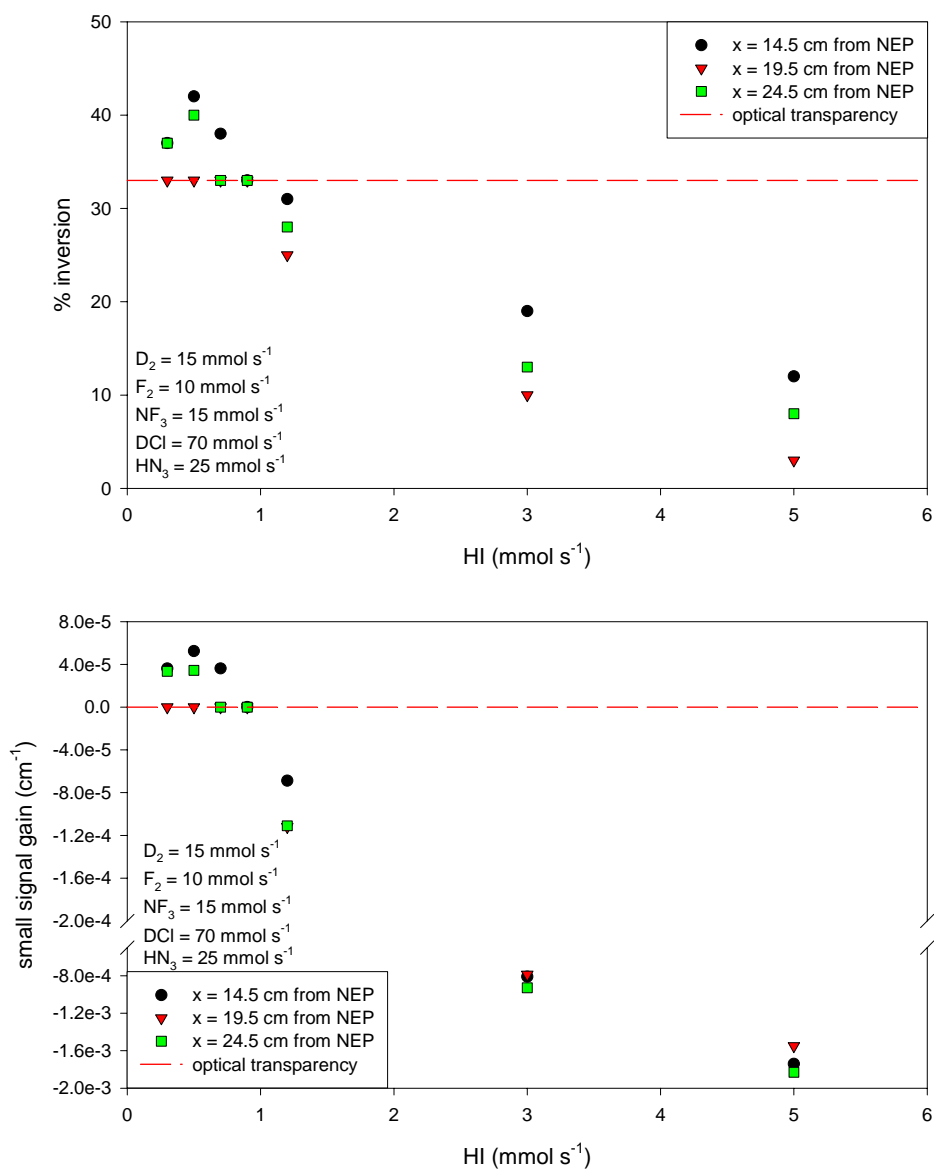 50
40
30
20
10
0
% inversion
x = 14.5 cm from NEP
x = 19.5 cm from NEP
x = 24.5 cm from NEP
optical transparency
D₂ = 15 mmol s⁻¹
F₂ = 10 mmol s⁻¹
NF₃ = 15 mmol s⁻¹
DCl = 70 mmol s⁻¹
HN₃ = 25 mmol s⁻¹
0 1 2 3 4 5 6
HI (mmol s⁻¹)
8.0e-5
4.0e-5
0.0
-4.0e-5
-8.0e-5
-1.2e-4
-1.6e-4
-2.0e-4
-8.0e-4
-1.2e-3
-1.6e-3
-2.0e-3
small signal gain (cm⁻¹)
D₂ = 15 mmol s⁻¹
F₂ = 10 mmol s⁻¹
NF₃ = 15 mmol s⁻¹
DCl = 70 mmol s⁻¹
HN₃ = 25 mmol s⁻¹
x = 14.5 cm from NEP
x = 19.5 cm from NEP
x = 24.5 cm from NEP
optical transparency
0 1 2 3 4 5 6
HI (mmol s⁻¹)